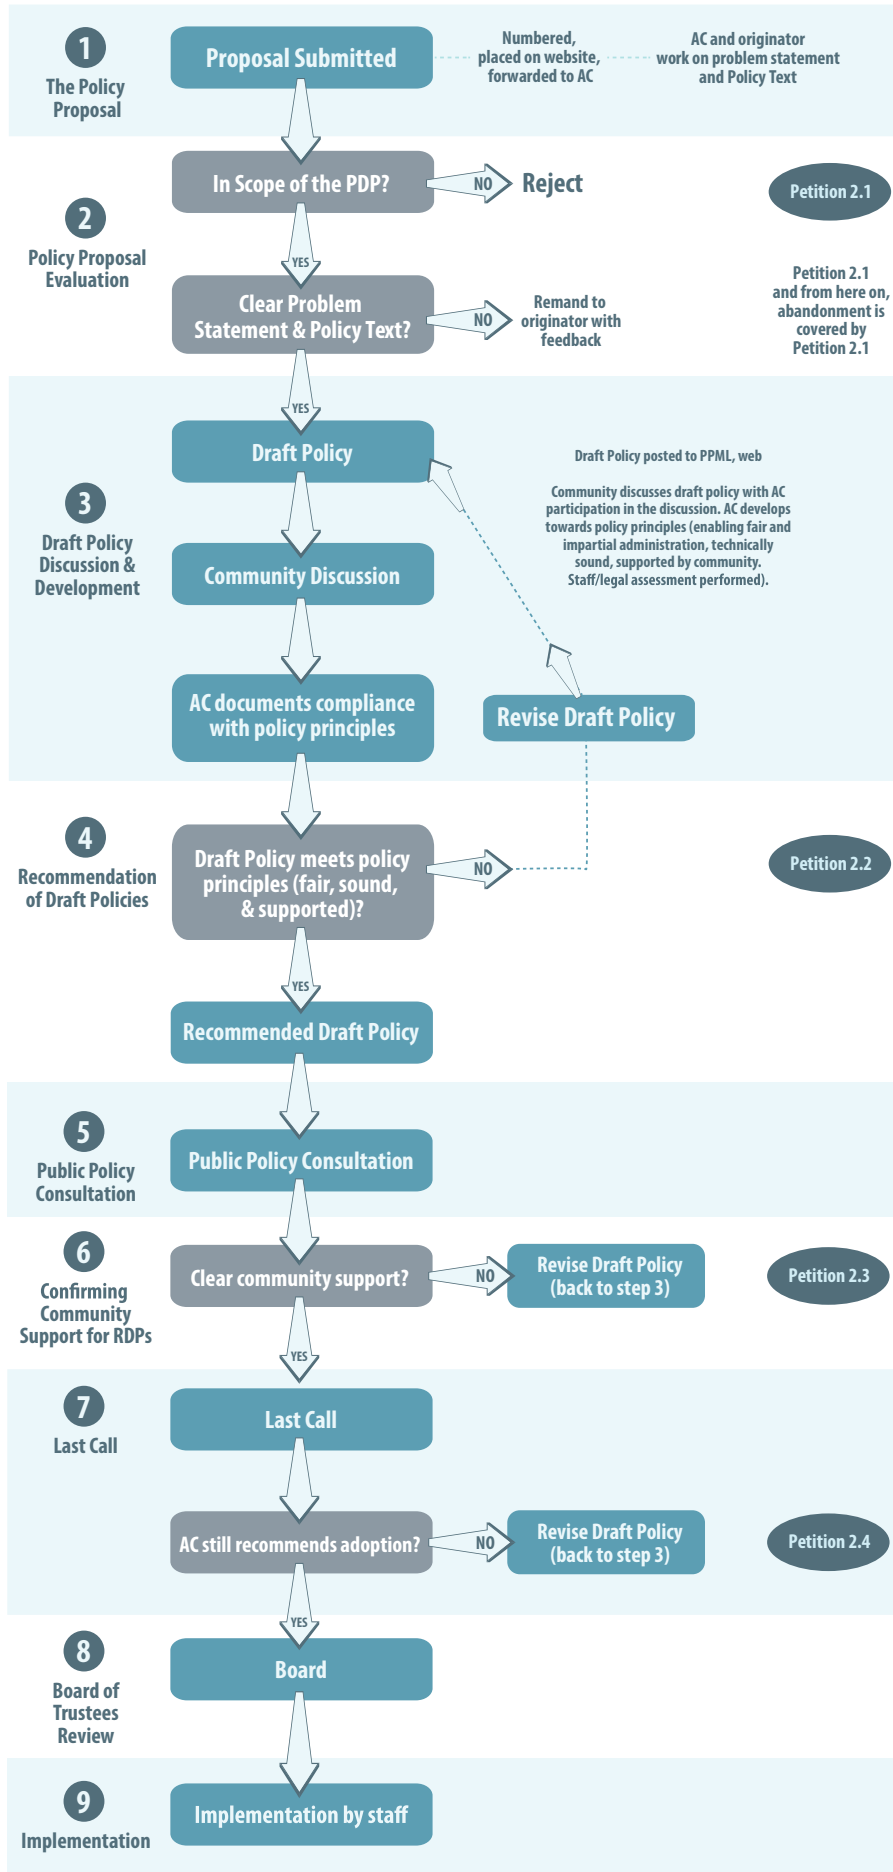 1
The Policy
Proposal
Proposal Submitted
Numbered,
placed on website,
forwarded to AC
AC and originator
work on problem statement
and Policy Text
2
Policy Proposal
Evaluation
In Scope of the PDP?
NO
Reject
Petition 2.1
YES
Clear Problem
Statement & Policy Text?
NO
Remand to
originator with
feedback
Petition 2.1
and from here on,
abandonment is
covered by
Petition 2.1
YES
3
Draft Policy
Discussion &
Development
Draft Policy
Draft Policy posted to PPML, web
Community discusses draft policy with AC
participation in the discussion. AC develops
towards policy principles (enabling fair and
impartial administration, technically
sound, supported by community.
Staff/legal assessment performed).
Community Discussion
AC documents compliance
with policy principles
Revise Draft Policy
4
Recommendation
of Draft Policies
Draft Policy meets policy
principles (fair, sound,
& supported)?
NO
Petition 2.2
YES
Recommended Draft Policy
5
Public Policy
Consultation
Public Policy Consultation
6
Confirming
Community
Support for RDPs
Clear community support?
NO
Revise Draft Policy
(back to step 3)
Petition 2.3
YES
7
Last Call
Last Call
AC still recommends adoption?
NO
Revise Draft Policy
(back to step 3)
Petition 2.4
YES
8
Board of
Trustees
Review
Board
9
Implementation
Implementation by staff